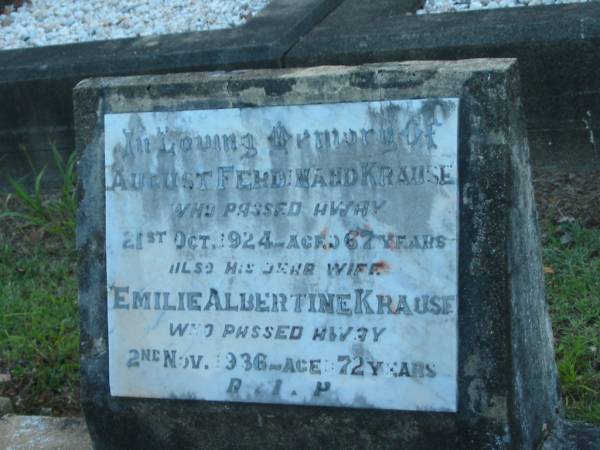 In Loving Memory Of
AUGUST FERDINAND KRAUSE
WHO PASSED AWAY
21ST OCT. 1924 - AGED 67 YEARS
ALSO HIS DEAR WIFE
EMILIE ALBERTINE KRAUSE
WHO PASSED AWAY
2ND NOV. 1936 - AGED 72 YEARS
R.I.P